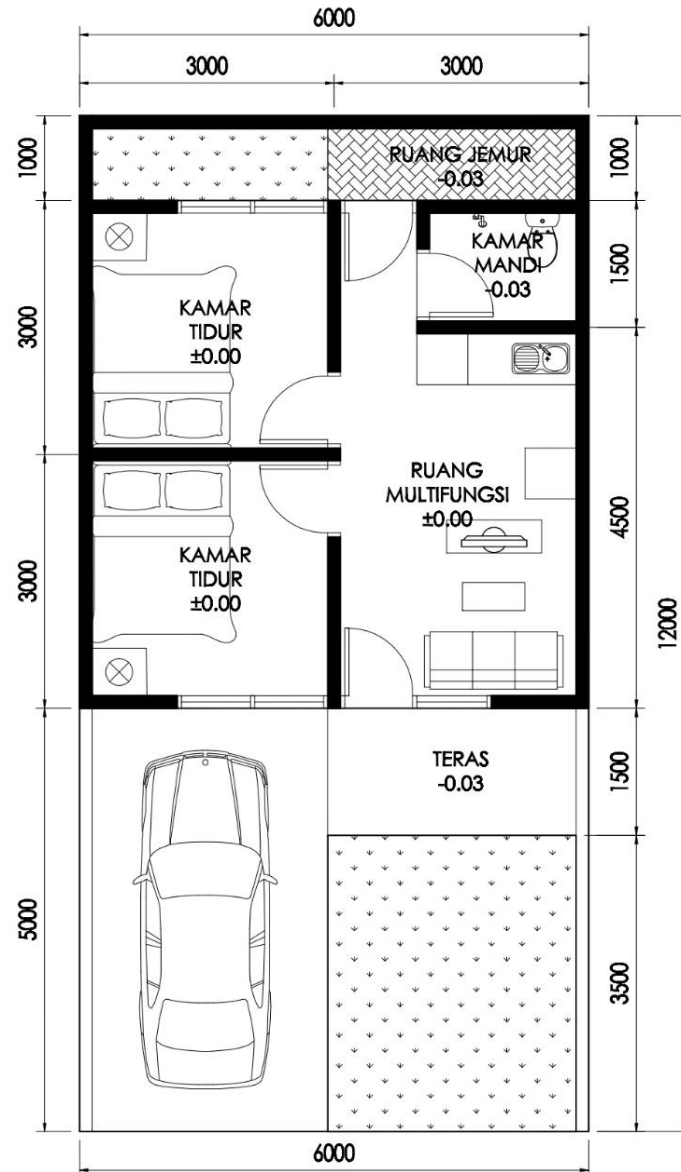 6000
3000
3000
1000
RUANG JEMUR
-0.03
1000
KAMAR
MANDI
-0.03
1500
3000
KAMAR
TIDUR
±0.00
RUANG
MULTIFUNGSI
±0.00
4500
3000
KAMAR
TIDUR
±0.00
12000
TERAS
-0.03
1500
5000
3500
6000